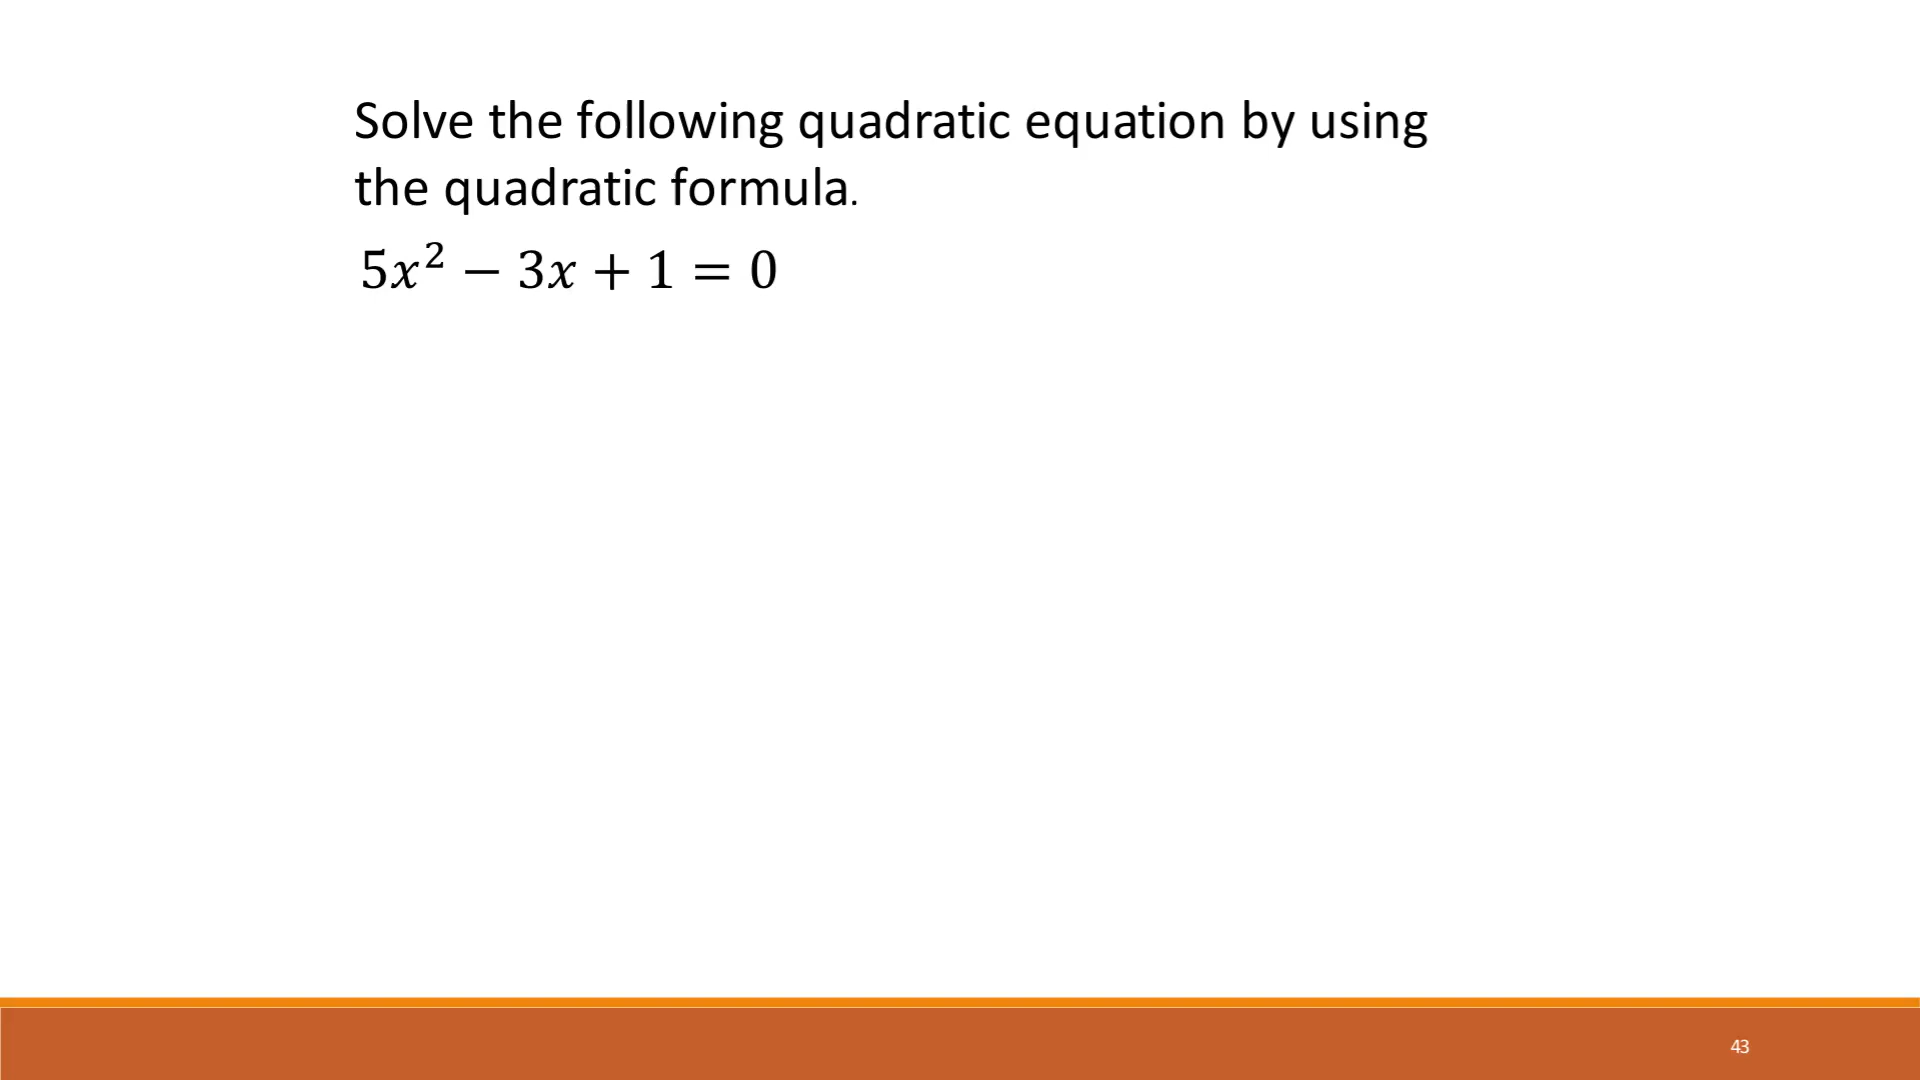 Solve the following quadratic equation by using
the quadratic formula.
5x² − 3x + 1 = 0
43